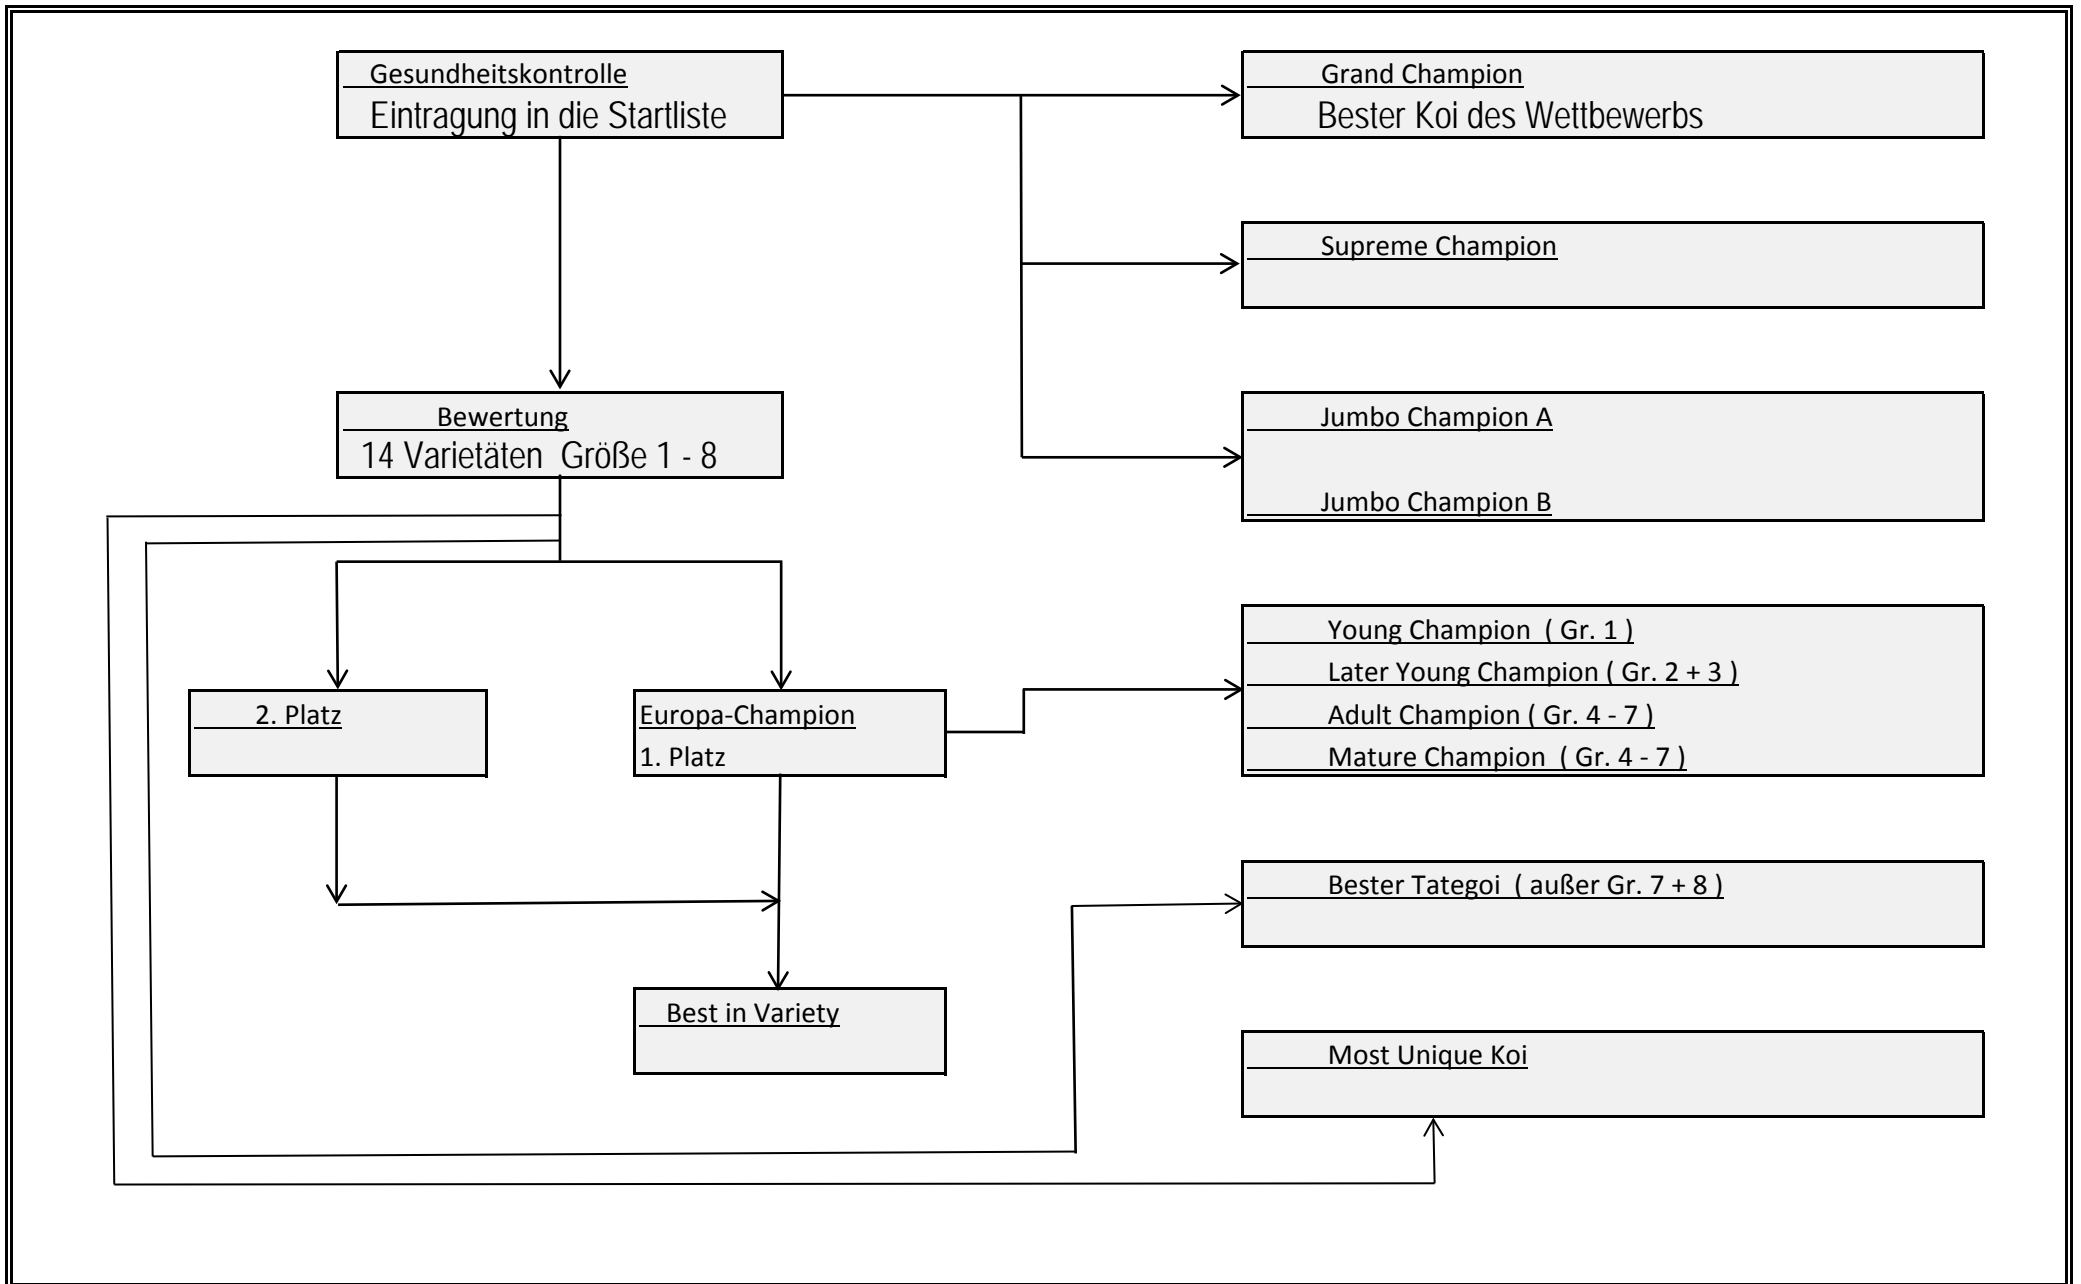 Gesundheitskontrolle
Eintragung in die Startliste
Grand Champion
Bester Koi des Wettbewerbs
Supreme Champion
Bewertung
14 Varietäten Größe 1 - 8
Jumbo Champion A
Jumbo Champion B
Young Champion ( Gr. 1 )
Later Young Champion ( Gr. 2 + 3 )
Adult Champion ( Gr. 4 - 7 )
Mature Champion ( Gr. 4 - 7 )
2. Platz
Europa-Champion
1. Platz
Bester Tategoi ( außer Gr. 7 + 8 )
Best in Variety
Most Unique Koi